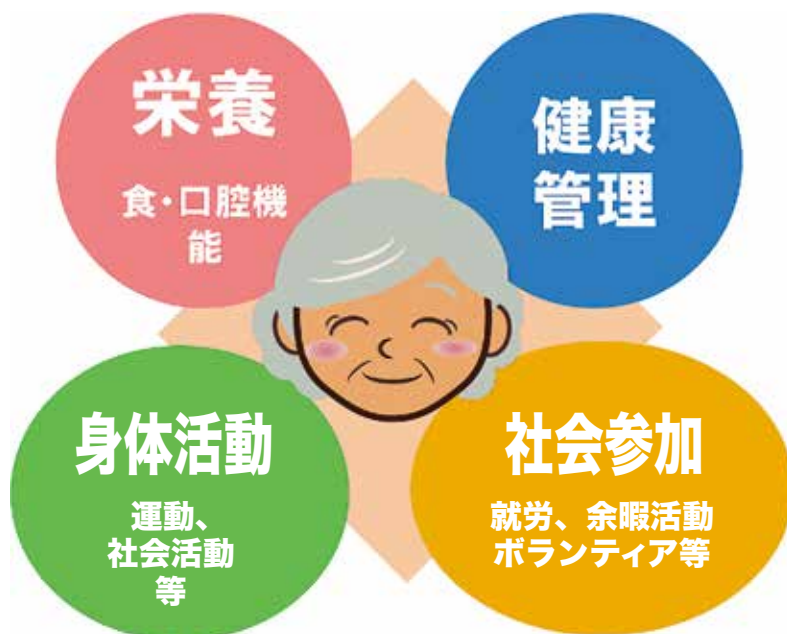 栄養
食・口腔機
能
健康
管理
身体活動
運動、
社会活動
等
社会参加
就労、余暇活動
ボランティア等